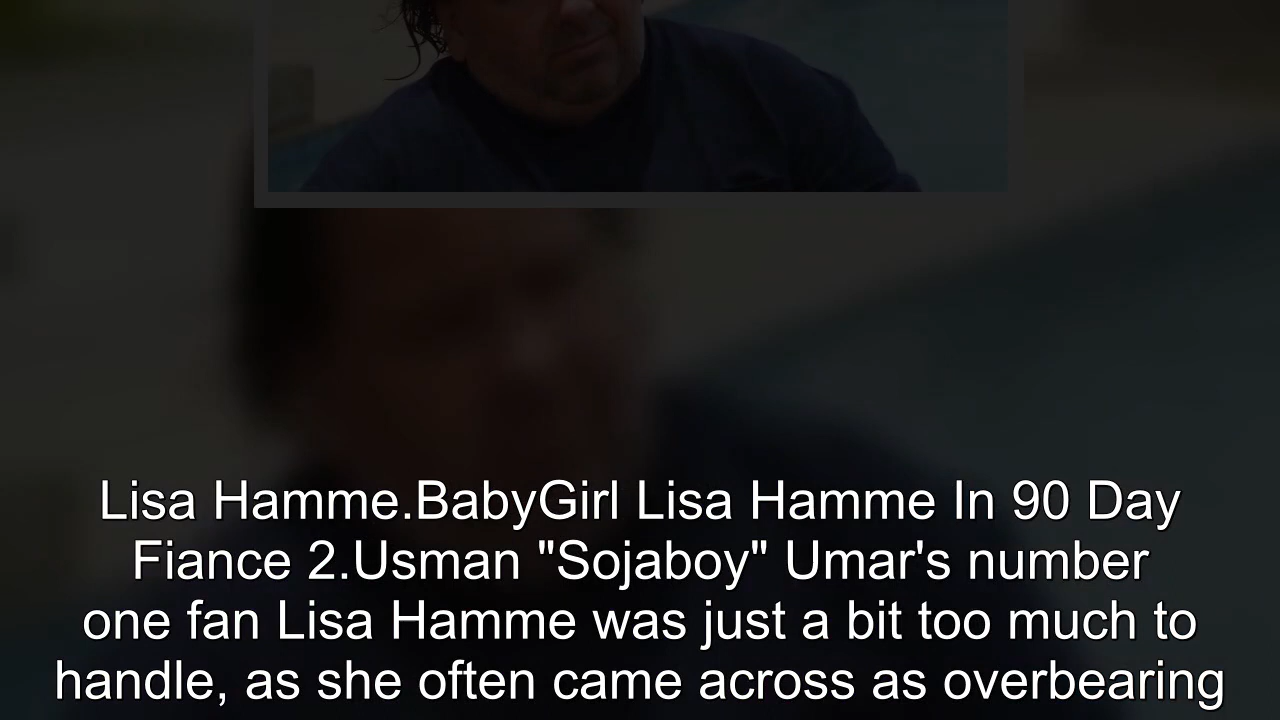 Lisa Hamme.BabyGirl Lisa Hamme In 90 Day
Fiance 2.Usman "Sojaboy" Umar's number
one fan Lisa Hamme was just a bit too much to
handle, as she often came across as overbearing